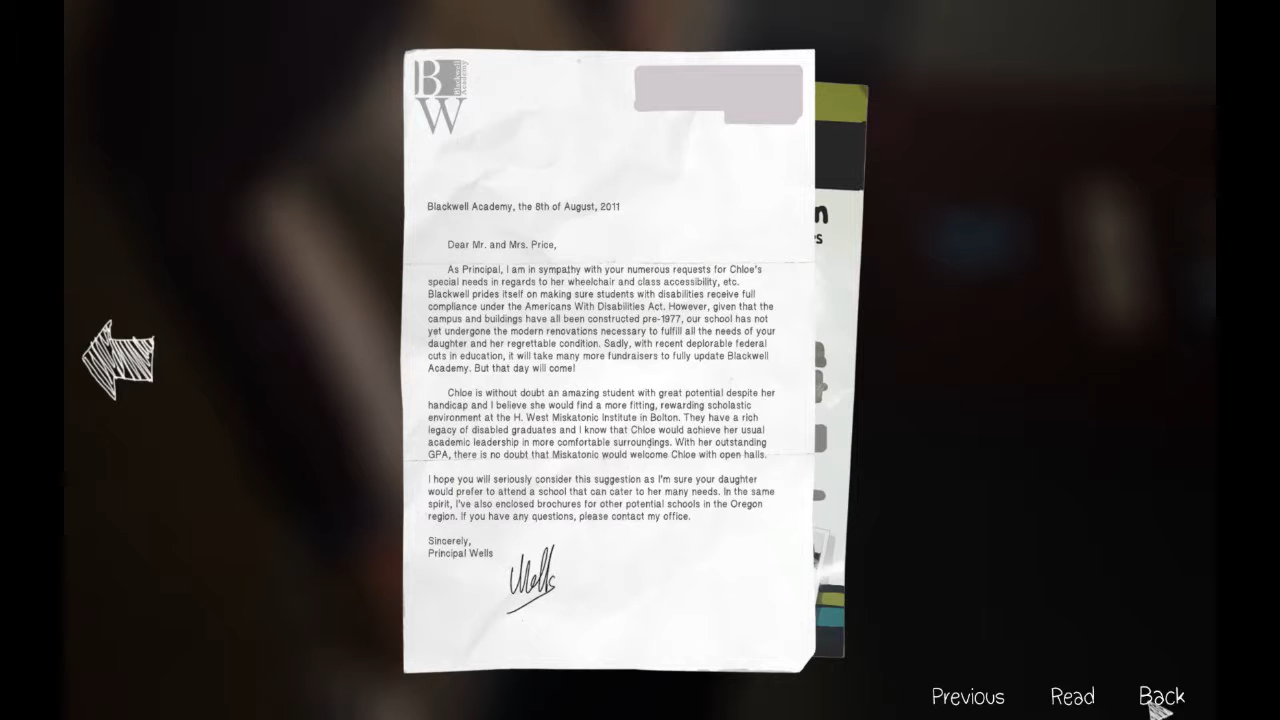 B Blackwell Academy
W
Blackwell Academy, the 8th of August, 2011
n
s
Dear Mr. and Mrs. Price,
As Principal, I am in sympathy with your numerous requests for Chloe's
special needs in regards to her wheelchair and class accessibility, etc.
Blackwell prides itself on making sure students with disabilities receive full
compliance under the Americans With Disabilities Act. However, given that the
campus and buildings have all been constructed pre-1977, our school has not
yet undergone the modern renovations necessary to fulfill all the needs of your
daughter and her regrettable condition. Sadly, with recent deplorable federal
cuts in education, it will take many more fundraisers to fully update Blackwell
Academy. But that day will come!
Chloe is without doubt an amazing student with great potential despite her
handicap and I believe she would find a more fitting, rewarding scholastic
environment at the H. West Miskatonic Institute in Bolton. They have a rich
legacy of disabled graduates and I know that Chloe would achieve her usual
academic leadership in more comfortable surroundings. With her outstanding
GPA, there is no doubt that Miskatonic would welcome Chloe with open halls.
I hope you will seriously consider this suggestion as I'm sure your daughter
would prefer to attend a school that can cater to her many needs. In the same
spirit, I've also enclosed brochures for other potential schools in the Oregon
region. If you have any questions, please contact my office.
Sincerely,
Principal Wells
Wells
Previous Read Back